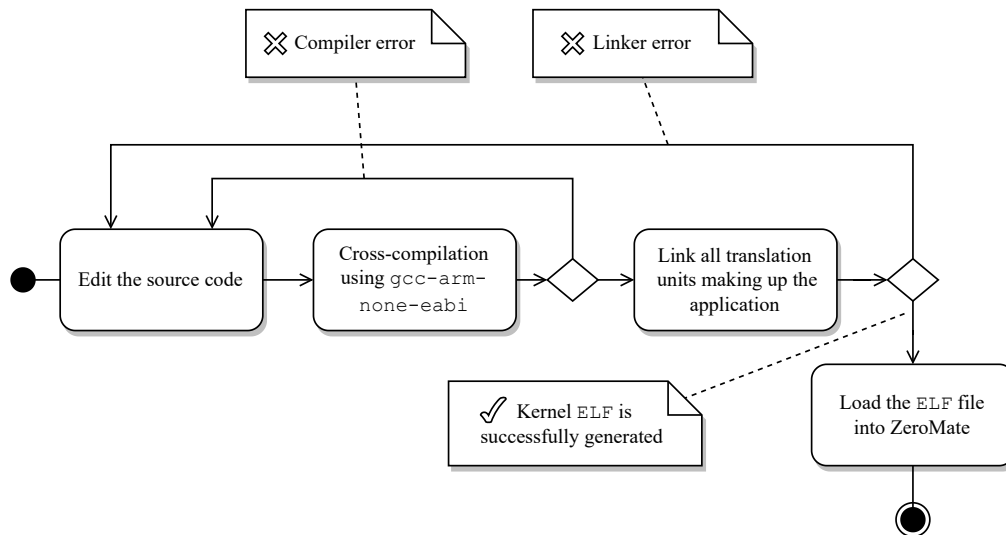 Compiler error
Linker error
Edit the source code
Cross-compilation
using gcc-arm-
none-eabi
Link all translation
units making up the
application
Kernel ELF is
successfully generated
Load the ELF file
into ZeroMate